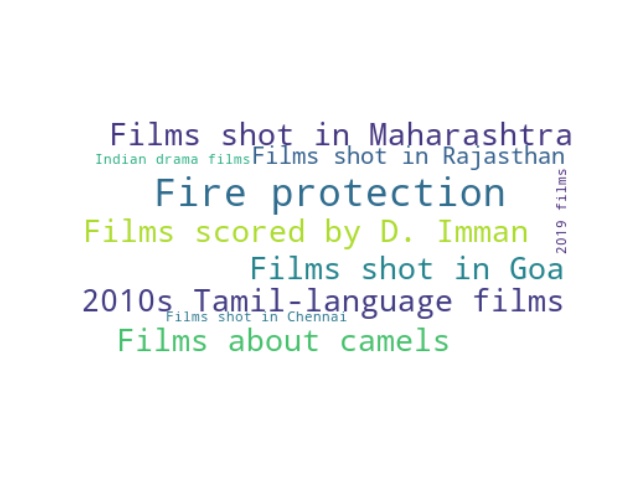 Films shot in Maharashtra
Indian drama films
Films shot in Rajasthan
Fire protection
2019 films
Films scored by D. Imman
Films shot in Goa
2010s Tamil-language films
Films shot in Chennai
Films about camels